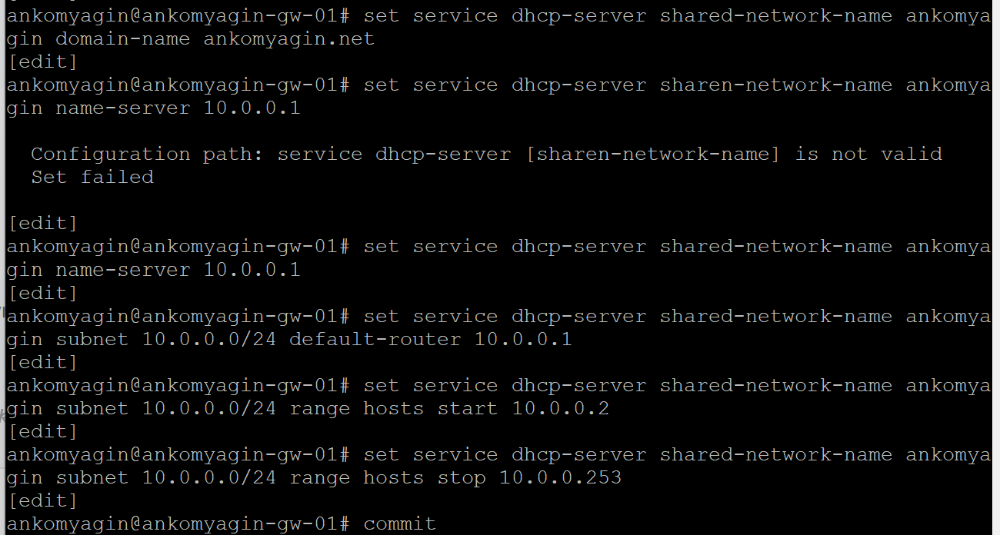 ankomyagin@ankomyagin-gw-01# set service dhcp-server shared-network-name ankomya
gin domain-name ankomyagin.net
[edit]
ankomyagin@ankomyagin-gw-01# set service dhcp-server sharen-network-name ankomya
gin name-server 10.0.0.1
Configuration path: service dhcp-server [sharen-network-name] is not valid
Set failed
[edit]
ankomyagin@ankomyagin-gw-01# set service dhcp-server shared-network-name ankomya
gin name-server 10.0.0.1
[edit]
ankomyagin@ankomyagin-gw-01# set service dhcp-server shared-network-name ankomya
gin subnet 10.0.0.0/24 default-router 10.0.0.1
[edit]
ankomyagin@ankomyagin-gw-01# set service dhcp-server shared-network-name ankomya
gin subnet 10.0.0.0/24 range hosts start 10.0.0.2
[edit]
ankomyagin@ankomyagin-gw-01# set service dhcp-server shared-network-name ankomya
gin subnet 10.0.0.0/24 range hosts stop 10.0.0.253
[edit]
ankomyagin@ankomyagin-gw-01# commit